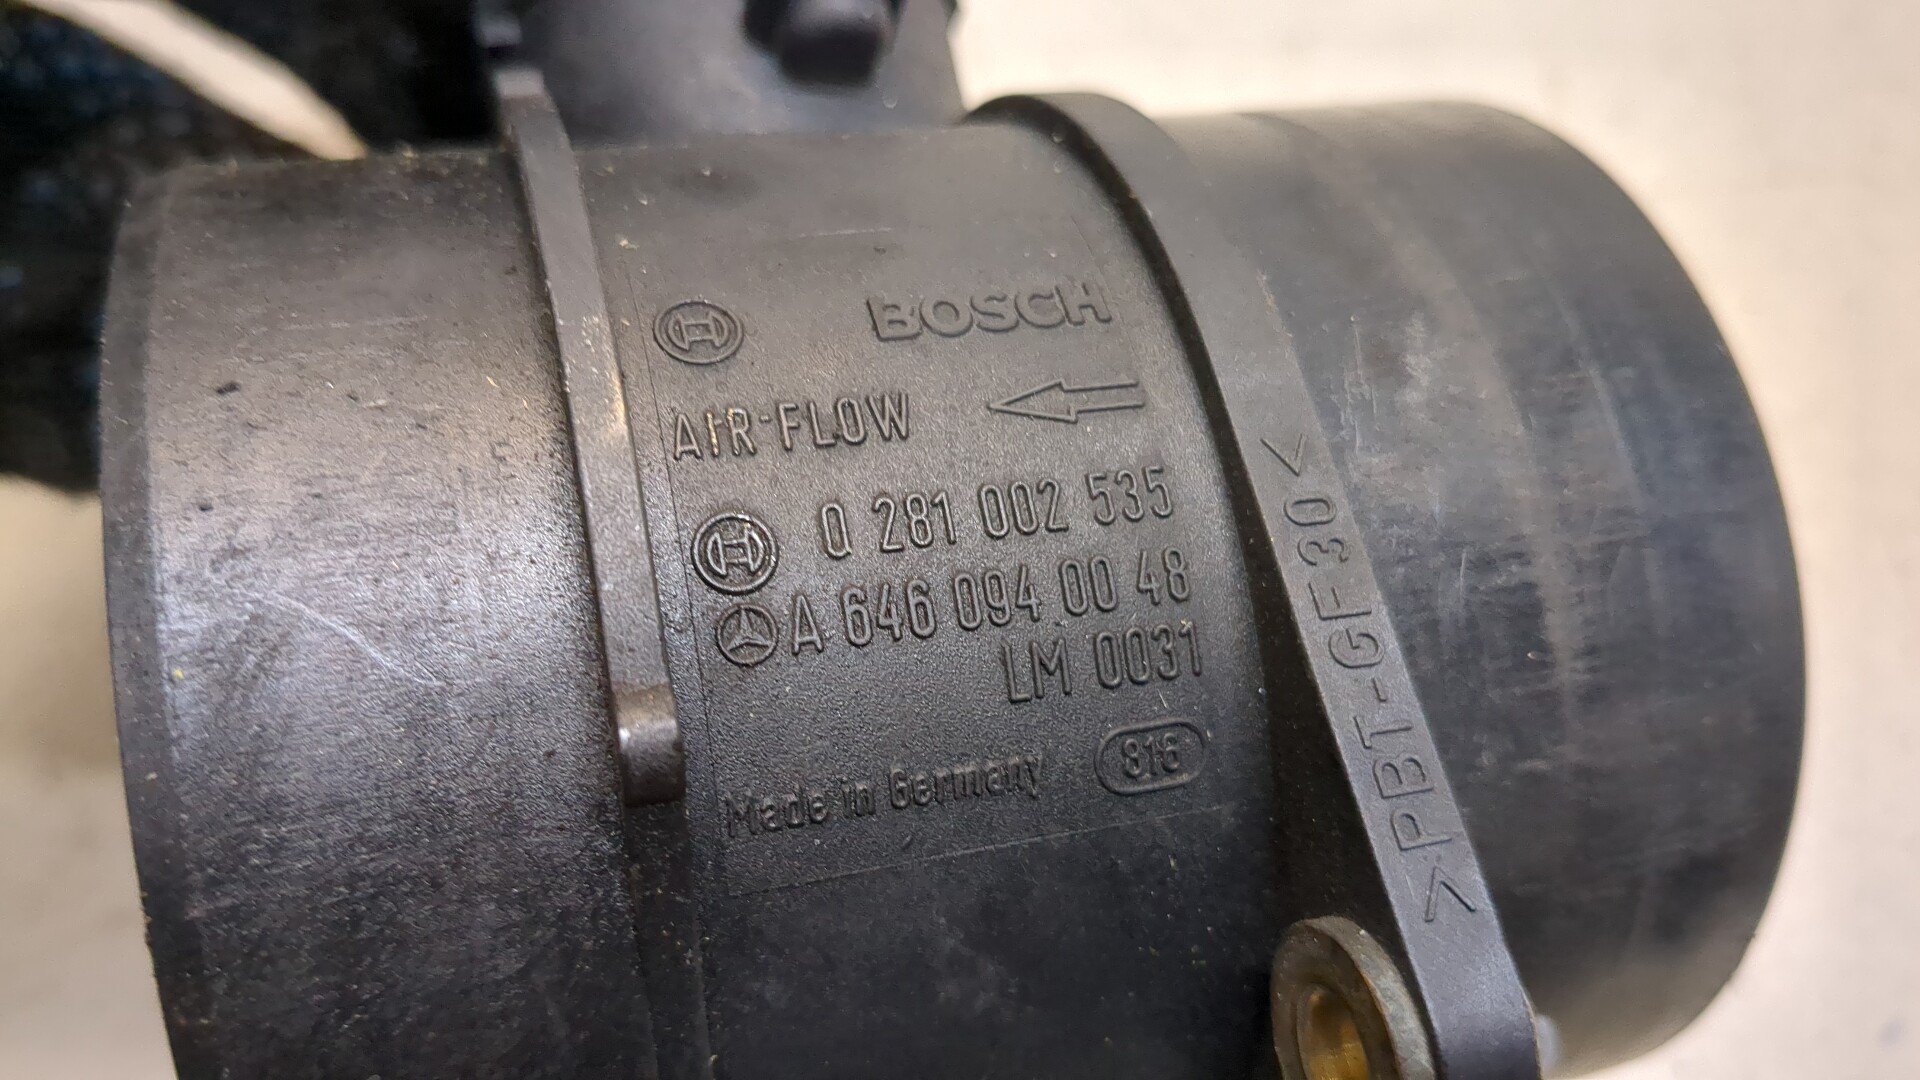 BOSCH
AIR-FLOW
0 281 002 535
A 646 094 00 48
LM 0031
Made in Germany 816
>PBT-GF30<